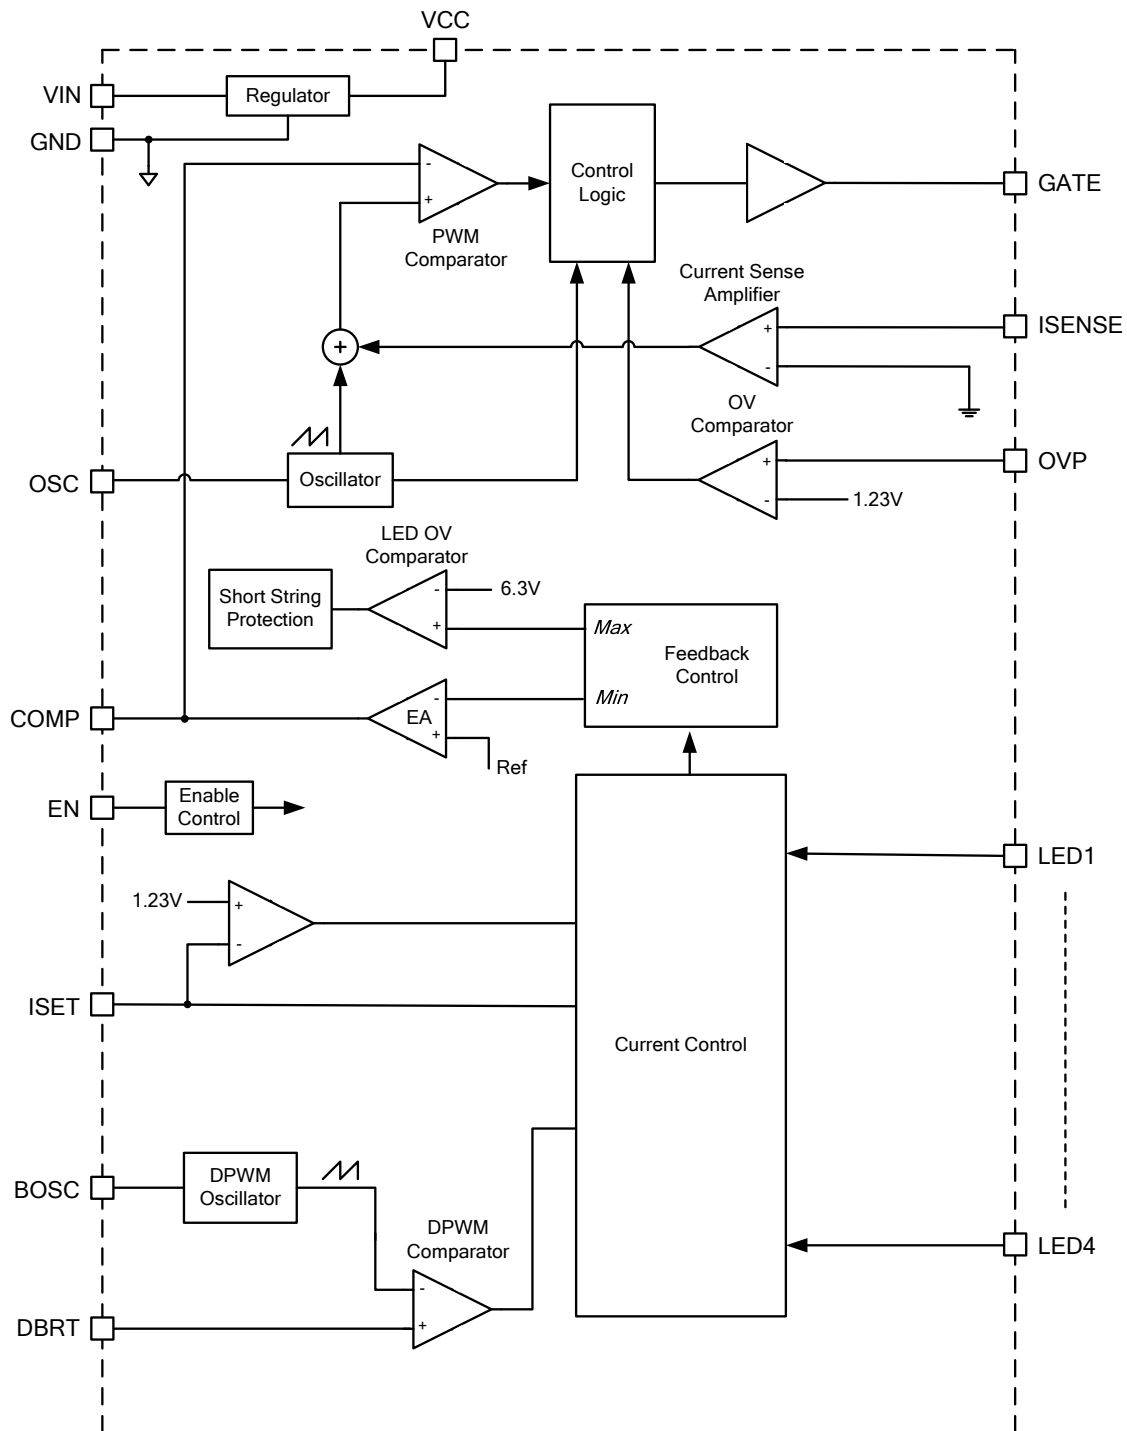 VCC
VIN
Regulator
GND
-
+
PWM
Comparator
Control
Logic
GATE
Current Sense
Amplifier
+
-
ISENSE
+
OV
Comparator
+
-
OVP
1.23V
OSC
Oscillator
LED OV
Comparator
Short String
Protection
-
+
6.3V
Max
Feedback
Control
Min
COMP
EA
-
+
Ref
EN
Enable
Control
LED1
1.23V
+
-
ISET
Current Control
BOSC
DPWM
Oscillator
DPWM
Comparator
-
+
LED4
DBRT